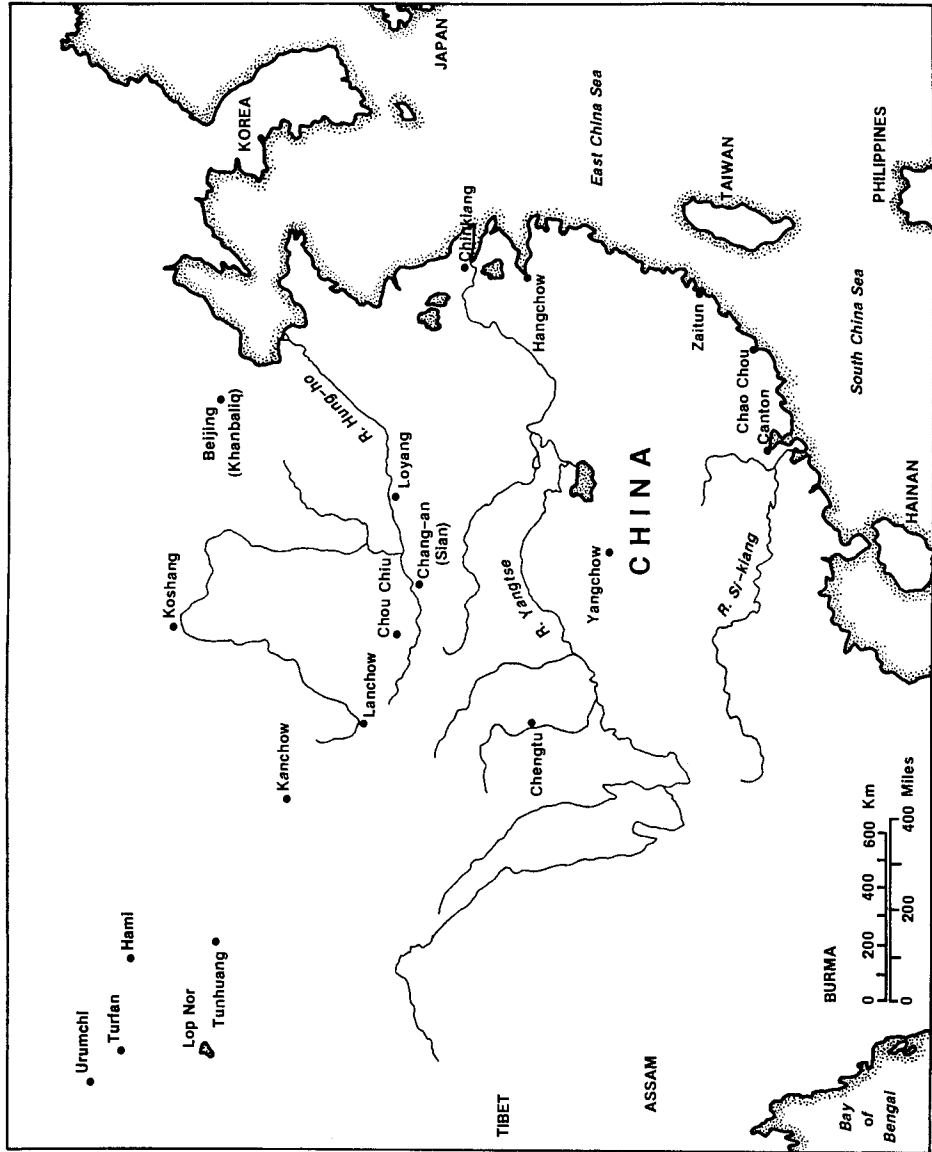 Urumchi
Turfan
Hami
Lop Nor
Tunhuang
Kanchow
Koshang
Lanchow
Chou Chiu
Chang-an
(Sian)
Loyang
Beijing
(Khanbaliq)
R. Hung-ho
KOREA
JAPAN
Chinkiang
Hangchow
East China Sea
TIBET
ASSAM
Chengtu
R. Yangtse
Yangchow
CHINA
R. Si-kiang
Zaitun
Chao Chou
Canton
TAIWAN
South China Sea
PHILIPPINES
HAINAN
BURMA
Bay
of
Bengal
0 200 400 600 Km
0 200 400 Miles